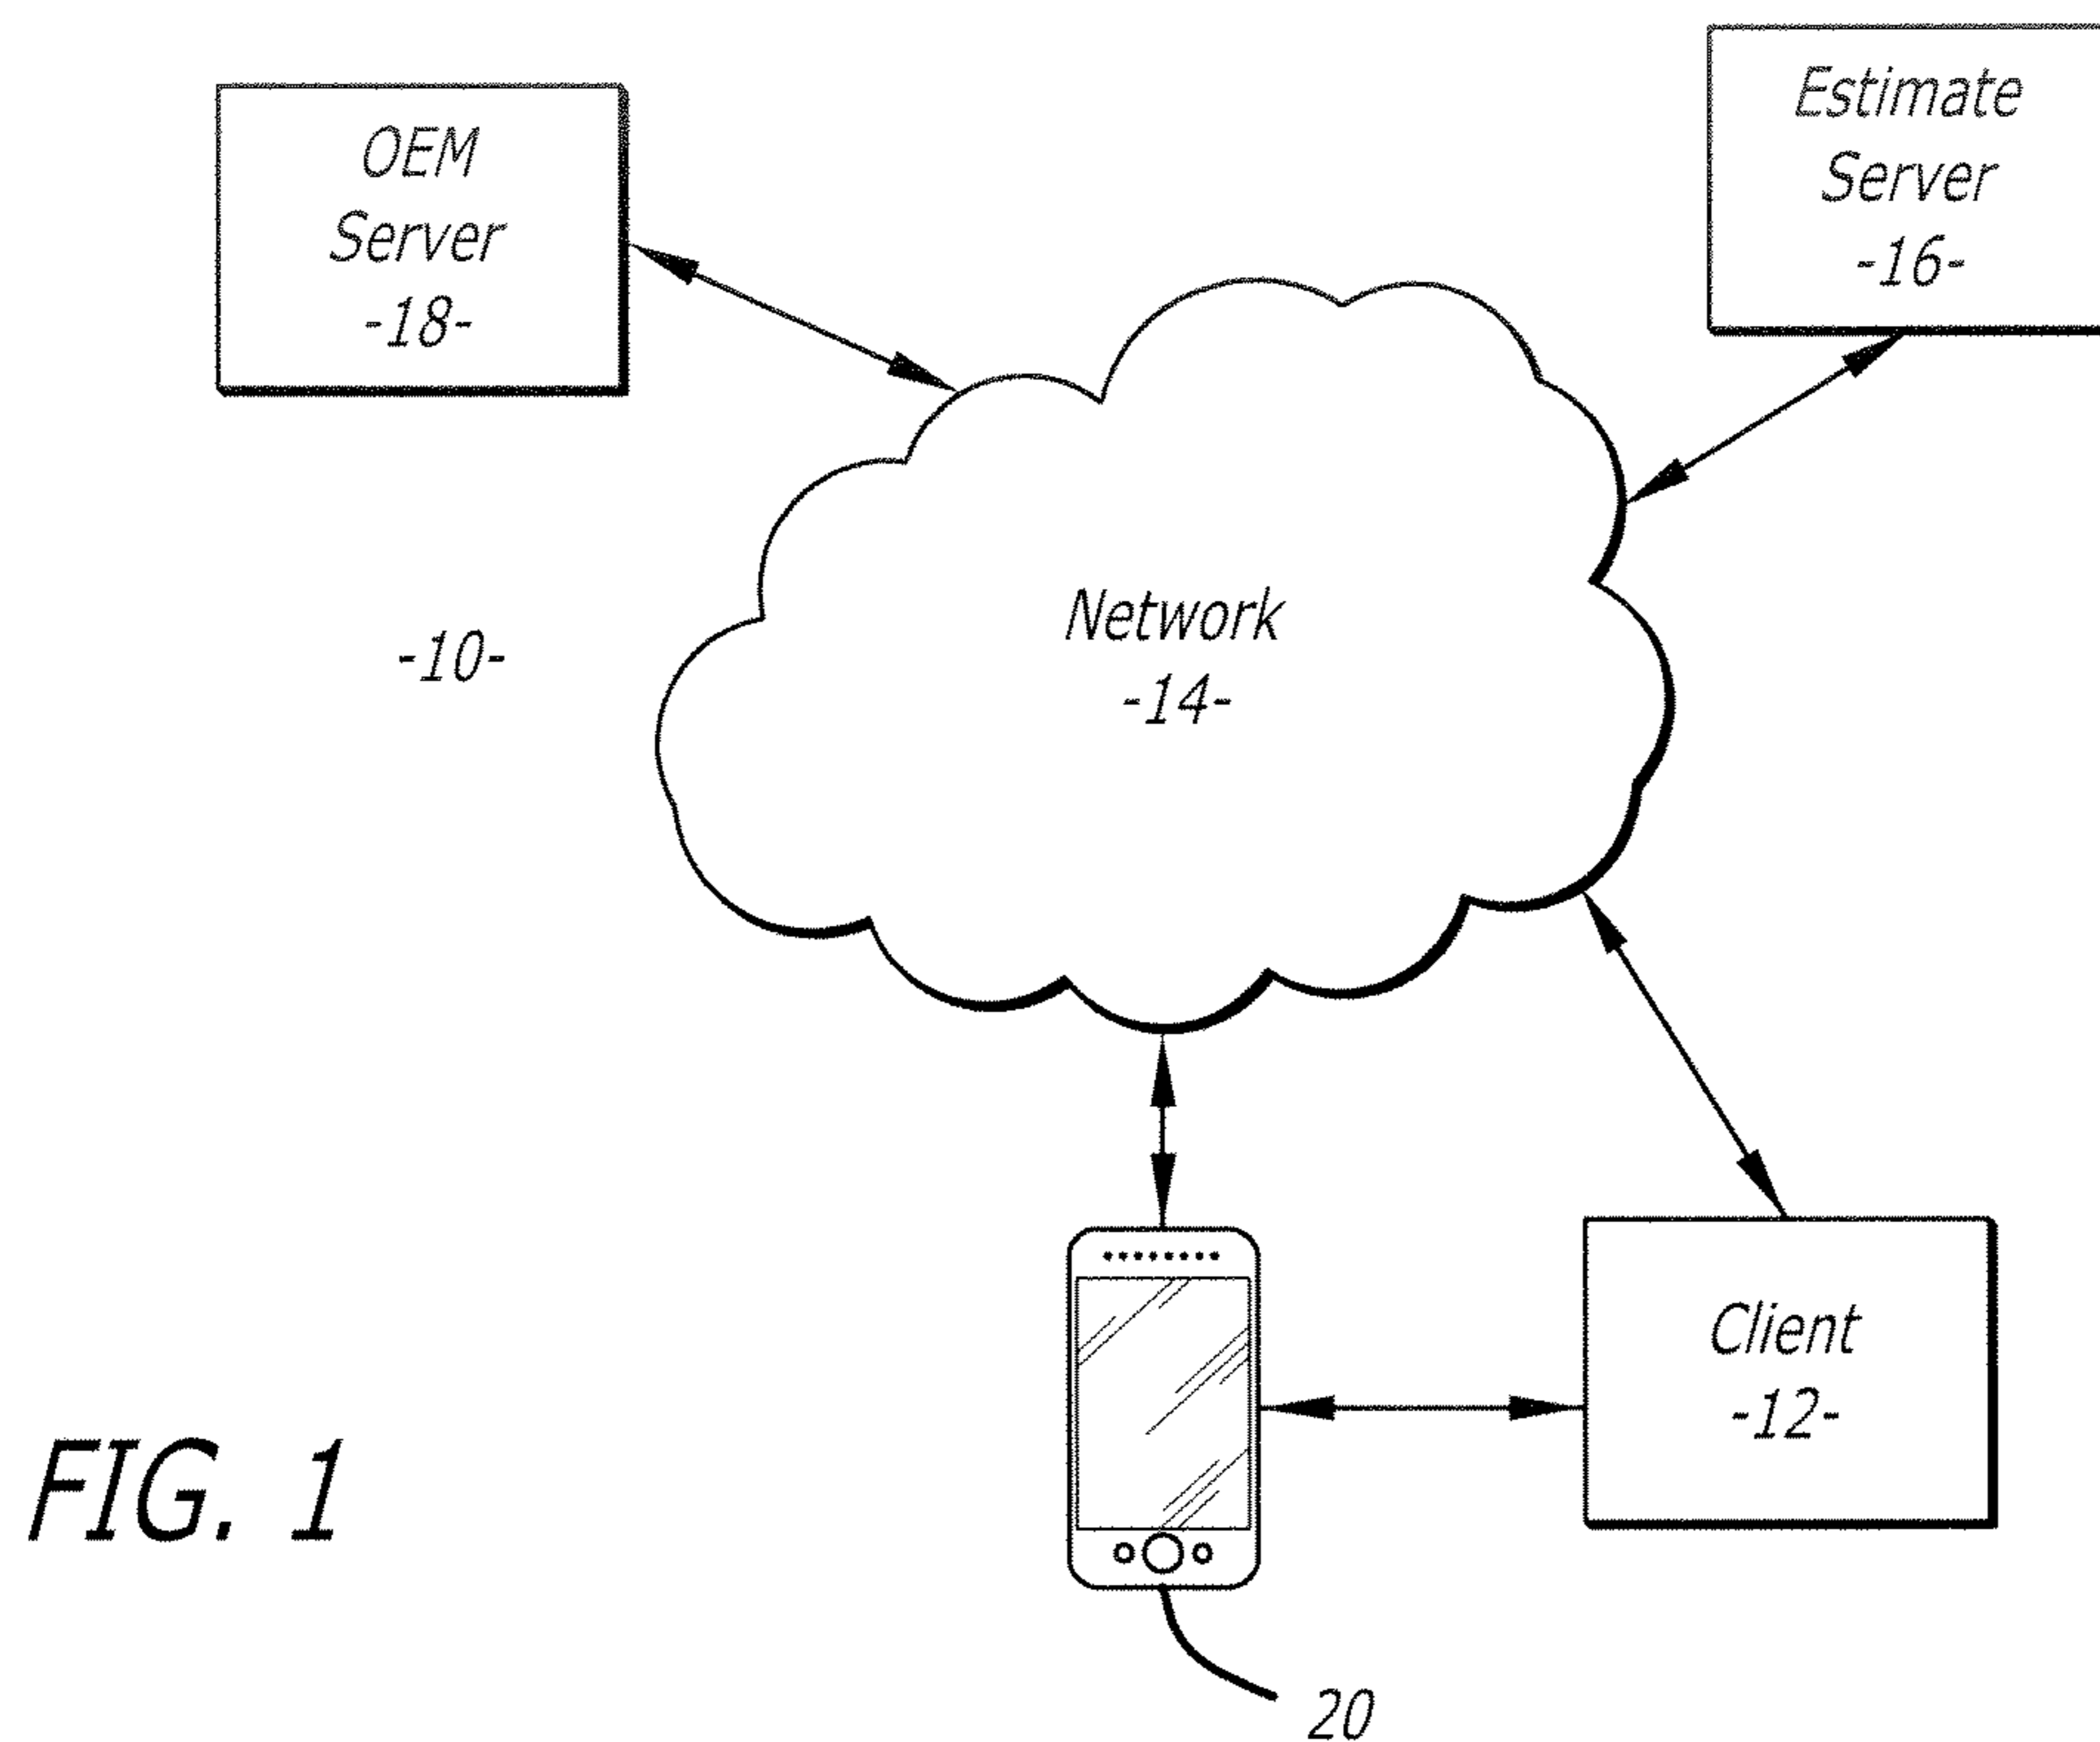 OEM
Server
-18-
Estimate
Server
-16-
Network
-14-
-10-
Client
-12-
FIG. 1
20